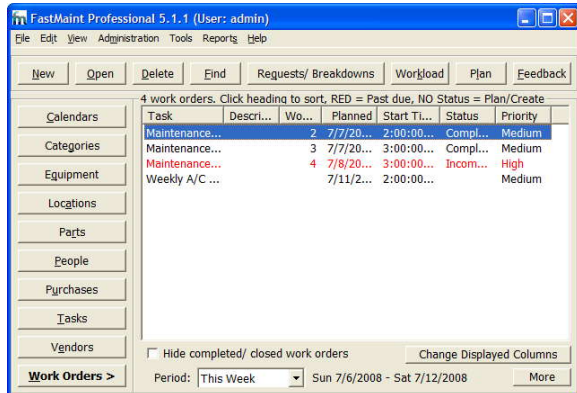 FastMaint Professional 5.1.1 (User: admin)
File Edit View Administration Tools Reports Help
New Open Delete Find Requests/ Breakdowns Workload Plan Feedback
4 work orders. Click heading to sort, RED = Past due, NO Status = Plan/Create
Task Descri... Wo... Planned Start Ti... Status Priority
Maintenance... 2 7/7/20... 2:00:00... Compl... Medium
Maintenance... 3 7/7/20... 3:00:00... Compl... Medium
Maintenance... 4 7/8/20... 3:00:00... Incom... High
Weekly A/C ... 7/11/2... 2:00:00... Medium
Calendars
Categories
Equipment
Locations
Parts
People
Purchases
Tasks
Vendors
Work Orders >
Hide completed/ closed work orders
Change Displayed Columns
Period: This Week Sun 7/6/2008 - Sat 7/12/2008 More